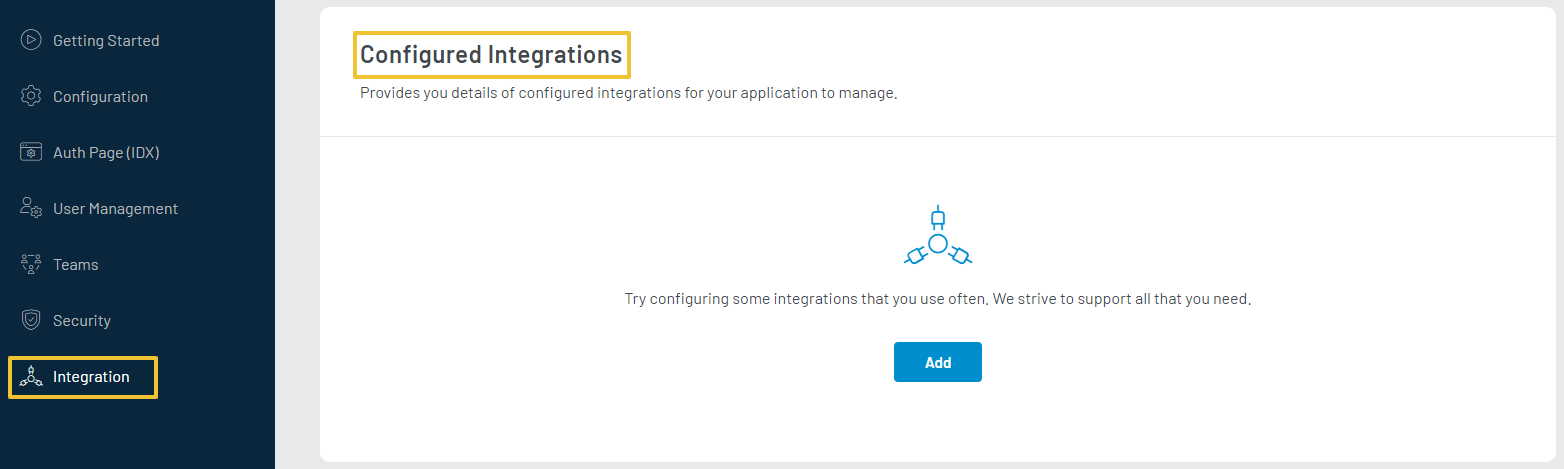 Getting Started
Configuration
Auth Page (IDX)
User Management
Teams
Security
Integration
Configured Integrations
Provides you details of configured integrations for your application to manage.
Try configuring some integrations that you use often. We strive to support all that you need.
Add